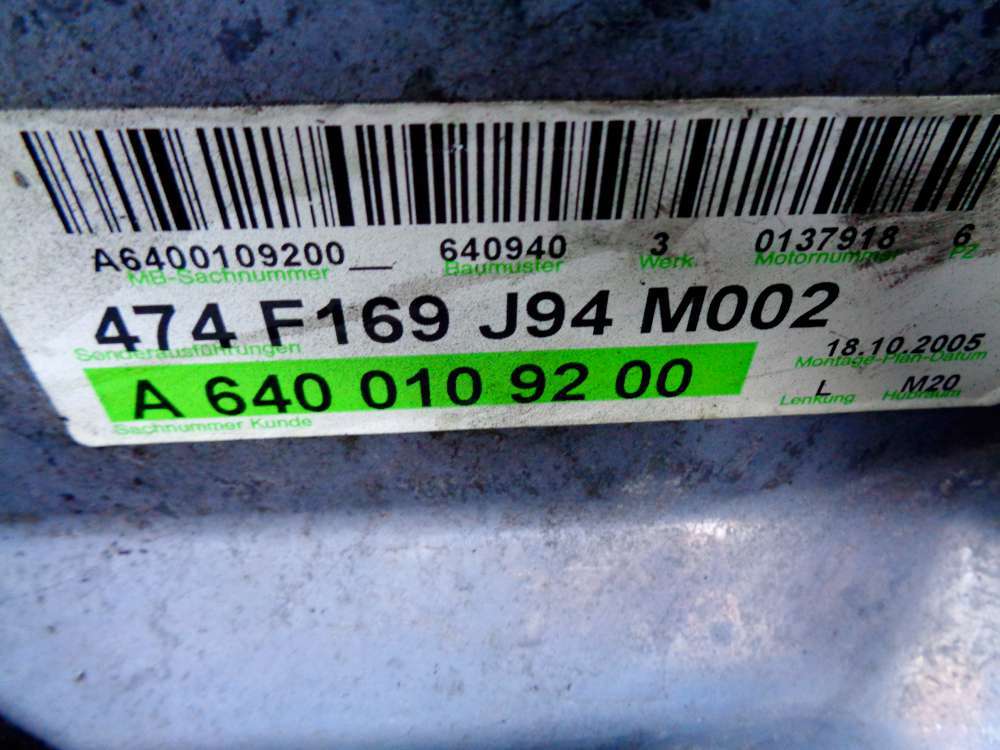 A6400109200__ 640940 3 0137918 6
MB-Sachnummer Baumuster Werk Motornummer PZ
474 F169 J94 M002
Sonderausführungen
18.10.2005
Montage-Plan-Datum
A 640 010 92 00
L M20
Lenkung Hubraum
Sachnummer Kunde